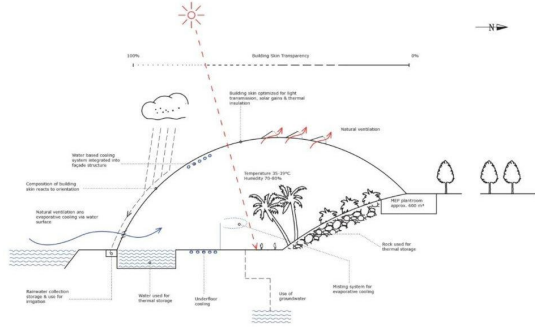 N
Building Skin Transparency
100%
0%
Building skin optimized for light
transmission, solar gains & thermal
insulation
Natural ventilation
Water based cooling
system integrated into
façade structure
Temperature 25-35°C
Humidity 70-80%
Composition of building
skin reacts to orientation
MEP plantroom
approx. 600 m²
Natural ventilation and
evaporative cooling via water
surface
Rock used for
thermal storage
Rainwater collection
storage & use for
irrigation
Water used for
thermal storage
Underfloor
cooling
Use of
groundwater
Misting system for
evaporative cooling